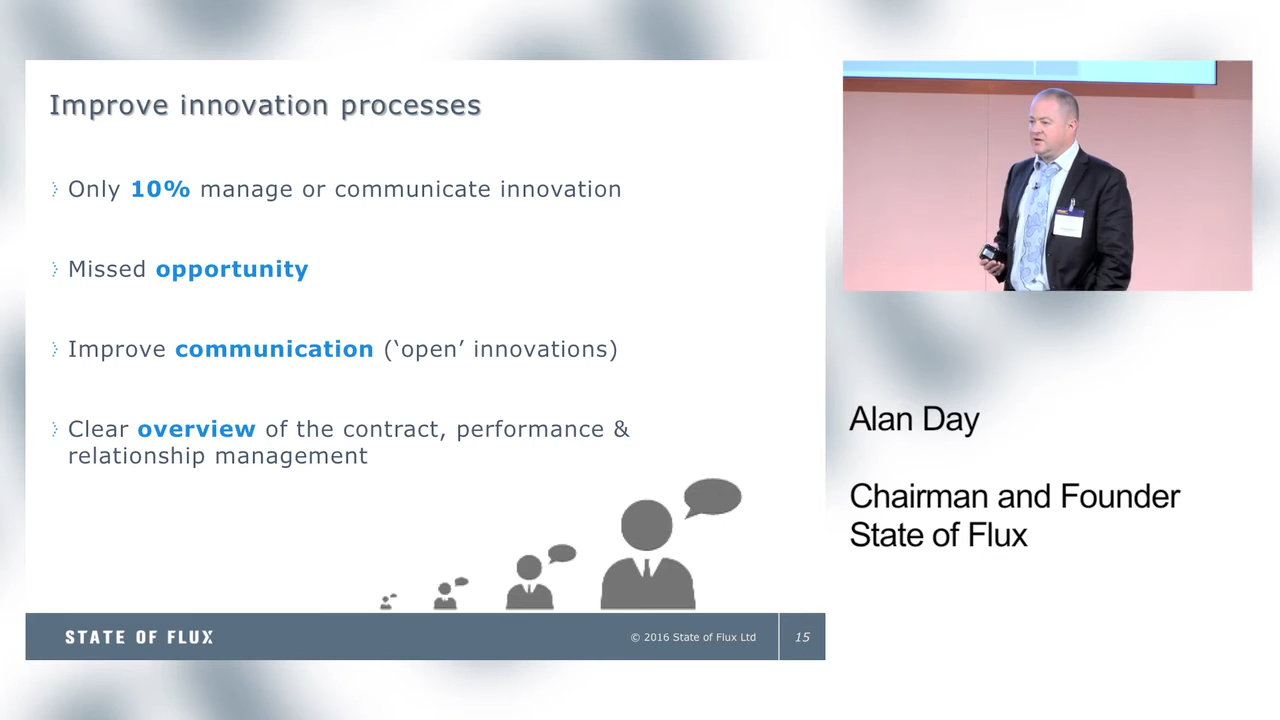 Improve innovation processes
Only 10% manage or communicate innovation
Missed opportunity
Improve communication (‘open’ innovations)
Clear overview of the contract, performance &
relationship management
STATE OF FLUX
© 2016 State of Flux Ltd
15
Alan Day
Chairman and Founder
State of Flux